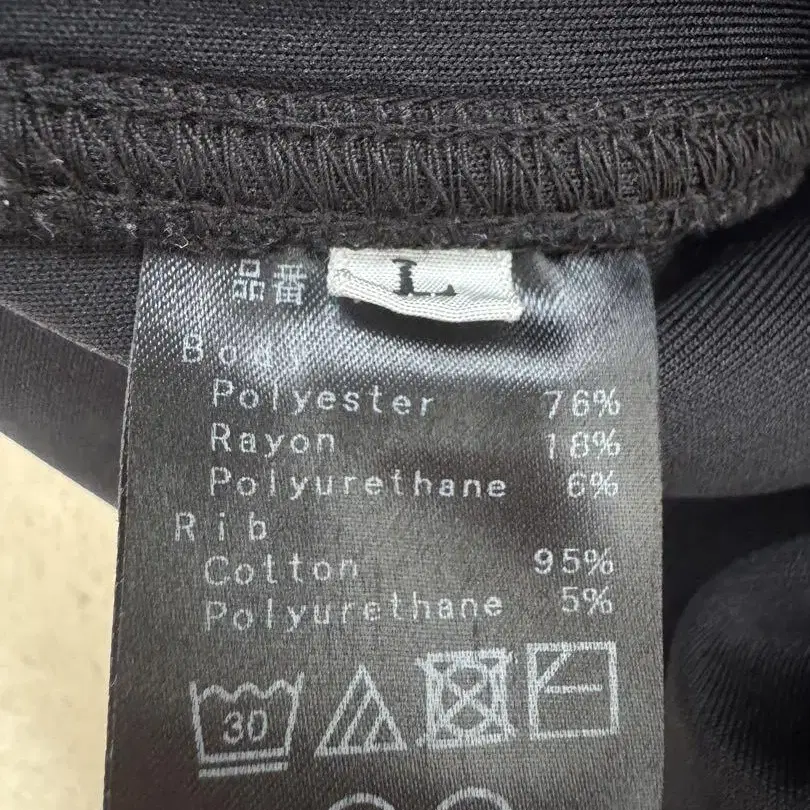 品番
L
Body
Polyester 76%
Rayon 18%
Polyurethane 6%
Rib
Cotton 95%
Polyurethane 5%
30